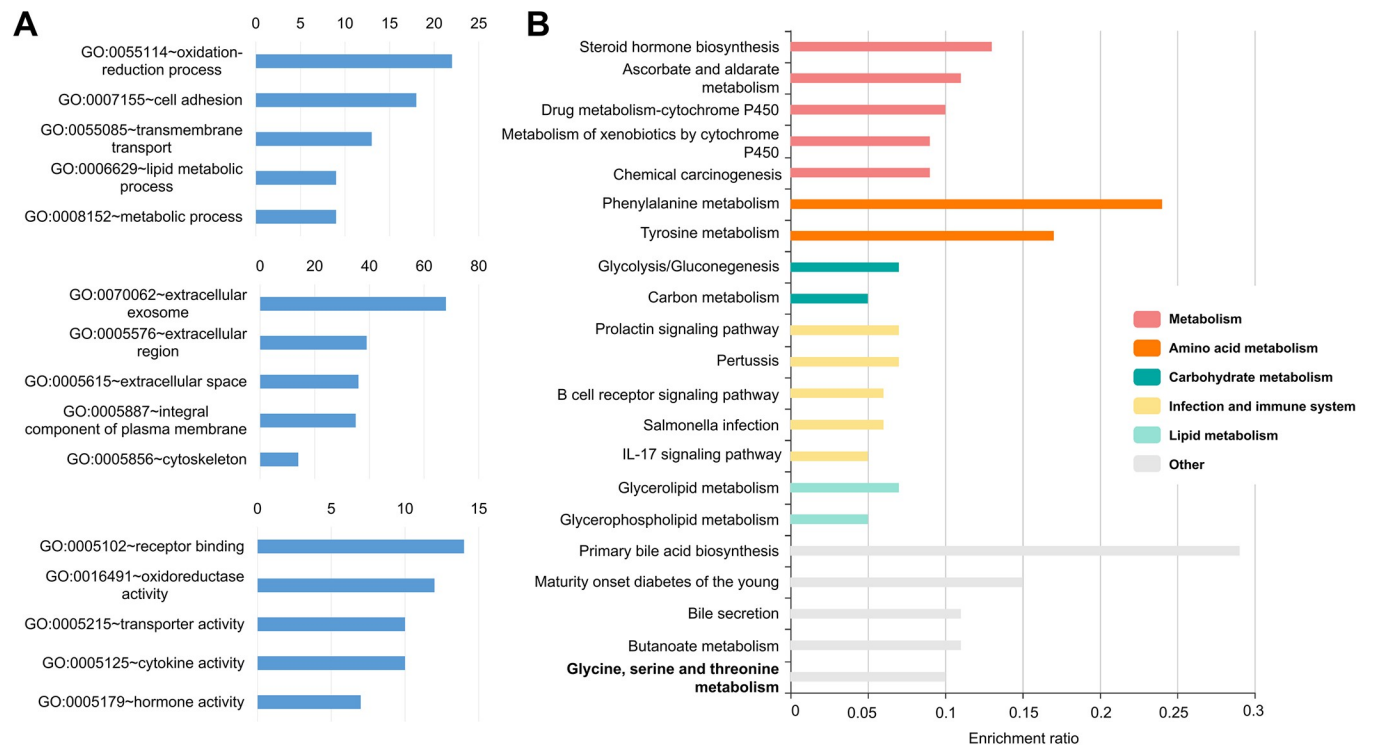 A
0 5 10 15 20 25
GO:0055114~oxidation-
reduction process
GO:0007155~cell adhesion
GO:0055085~transmembrane
transport
GO:0006629~lipid metabolic
process
GO:0008152~metabolic process
0 20 40 60 80
GO:0070062~extracellular
exosome
GO:0005576~extracellular
region
GO:0005615~extracellular space
GO:0005887~integral
component of plasma membrane
GO:0005856~cytoskeleton
0 5 10 15
GO:0005102~receptor binding
GO:0016491~oxidoreductase
activity
GO:0005215~transporter activity
GO:0005125~cytokine activity
GO:0005179~hormone activity
B
Steroid hormone biosynthesis
Ascorbate and aldarate
metabolism
Drug metabolism-cytochrome P450
Metabolism of xenobiotics by cytochrome
P450
Chemical carcinogenesis
Phenylalanine metabolism
Tyrosine metabolism
Glycolysis/Gluconegenesis
Carbon metabolism
Prolactin signaling pathway
Pertussis
B cell receptor signaling pathway
Salmonella infection
IL-17 signaling pathway
Glycerolipid metabolism
Glycerophospholipid metabolism
Primary bile acid biosynthesis
Maturity onset diabetes of the young
Bile secretion
Butanoate metabolism
Glycine, serine and threonine
metabolism
0 0.05 0.1 0.15 0.2 0.25 0.3
Enrichment ratio
Metabolism
Amino acid metabolism
Carbohydrate metabolism
Infection and immune system
Lipid metabolism
Other